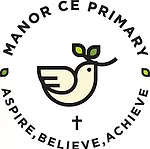 MANOR CE PRIMARY
ASPIRE, BELIEVE, ACHIEVE